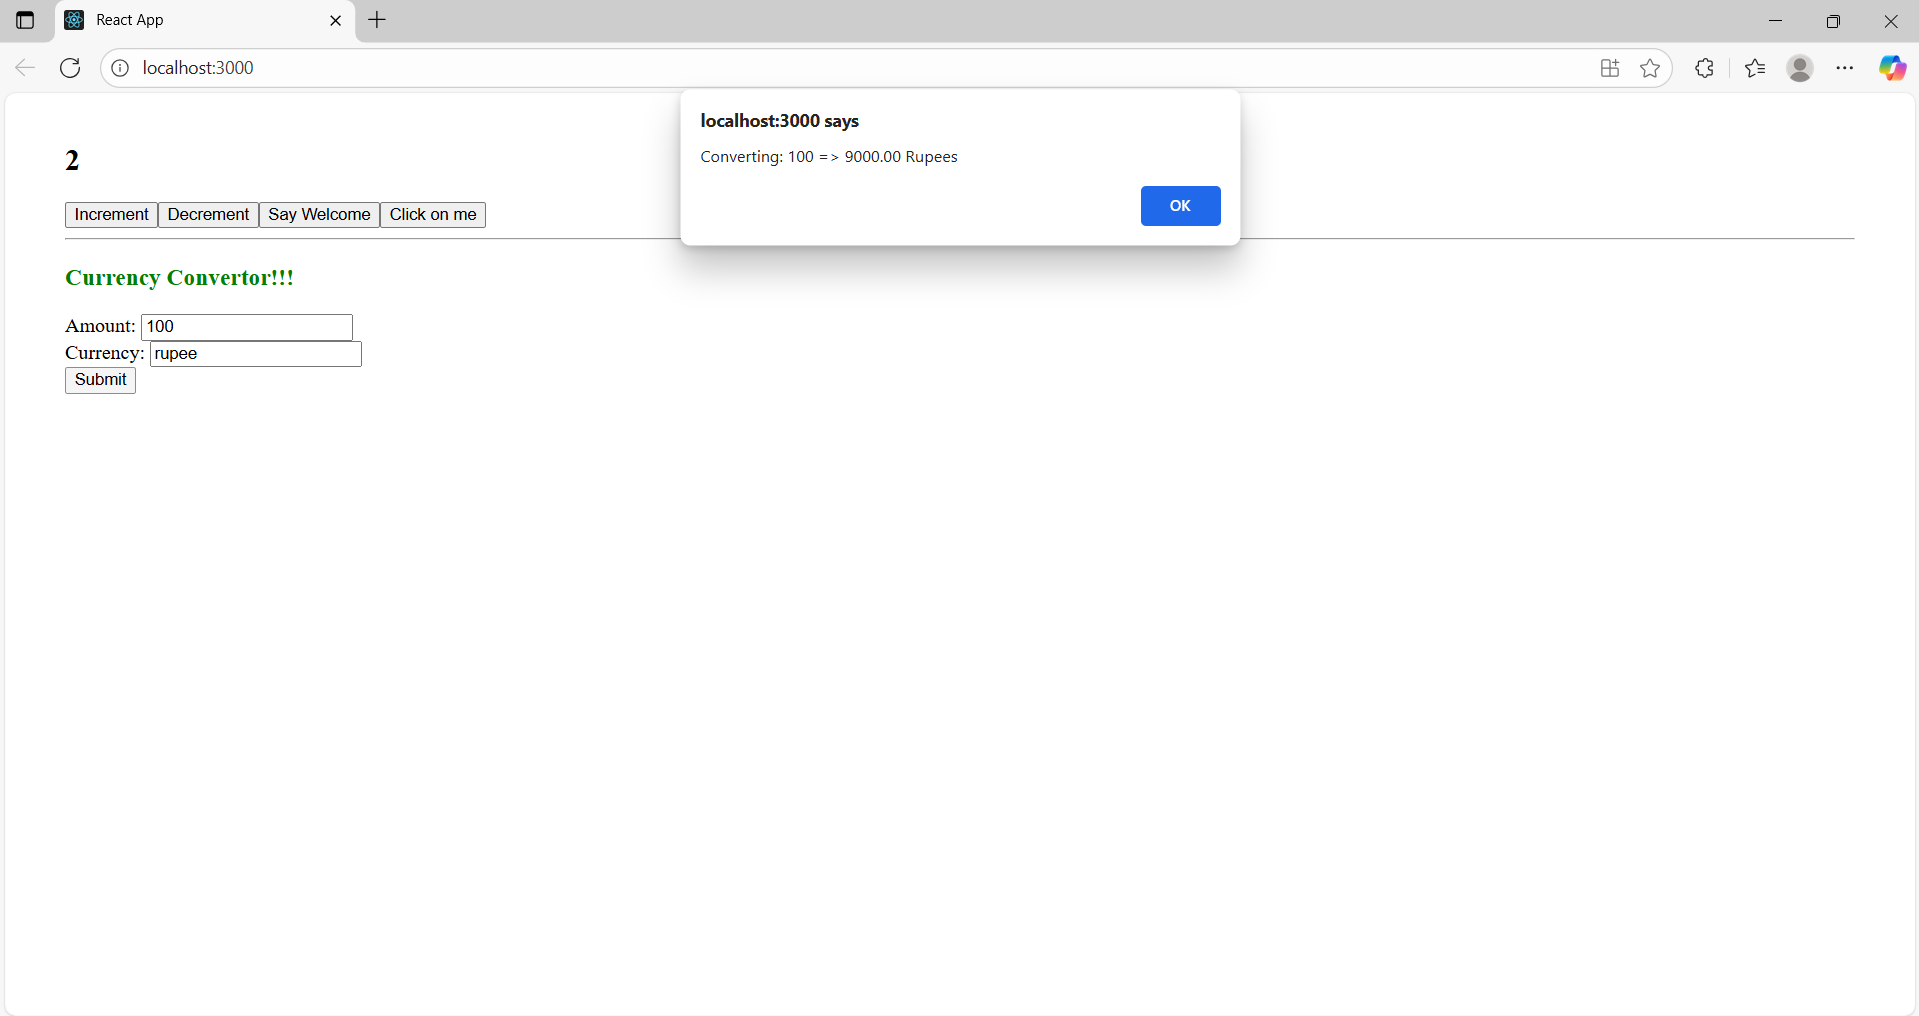 React App
localhost:3000
localhost:3000 says
Converting: 100 => 9000.00 Rupees
OK
2
Increment Decrement Say Welcome Click on me
Currency Convertor!!!
Amount: 100
Currency: rupee
Submit